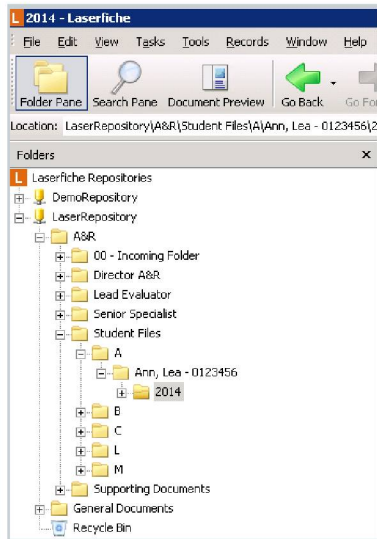 L 2014 - Laserfiche
File Edit View Tasks Tools Records Window Help
Folder Pane Search Pane Document Preview Go Back Go Fo
Location: LaserRepository\A&R\Student Files\A\Ann, Lea - 0123456\2
Folders x
L Laserfiche Repositories
DemoRepository
LaserRepository
A&R
00 - Incoming Folder
Director A&R
Lead Evaluator
Senior Specialist
Student Files
A
Ann, Lea - 0123456
2014
B
C
L
M
Supporting Documents
General Documents
Recycle Bin